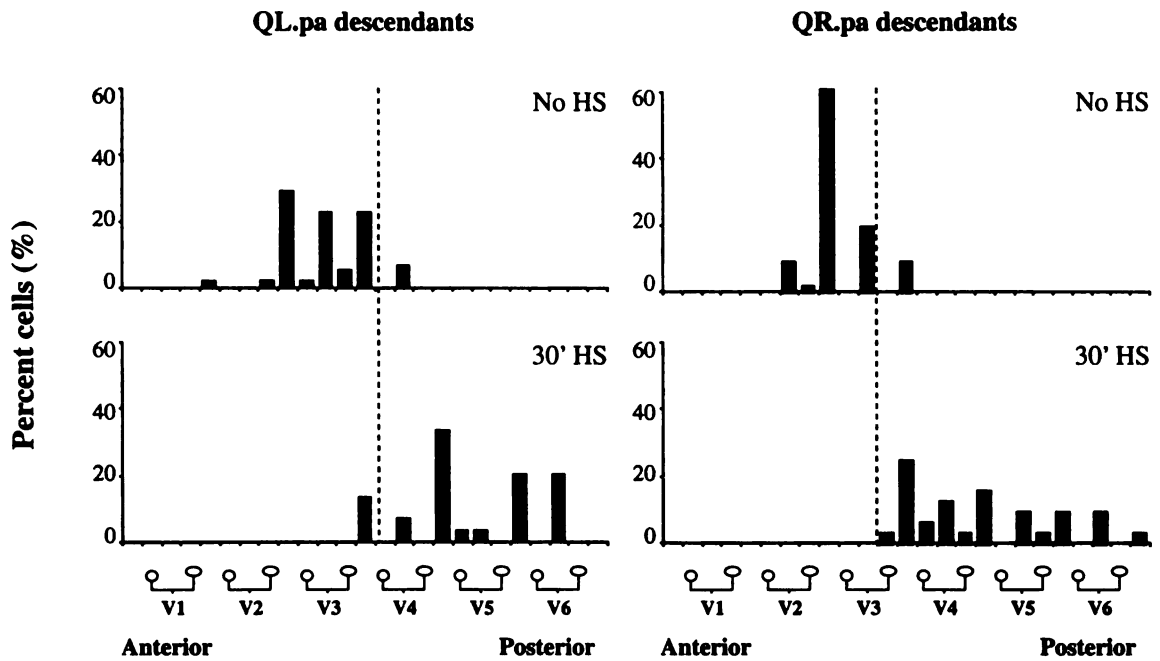 QL.pa descendants
QR.pa descendants
Percent cells (%)
60
40
20
0
No HS
60
40
20
0
No HS
60
40
20
0
30' HS
60
40
20
0
30' HS
V1 V2 V3 V4 V5 V6
V1 V2 V3 V4 V5 V6
Anterior Posterior
Anterior Posterior